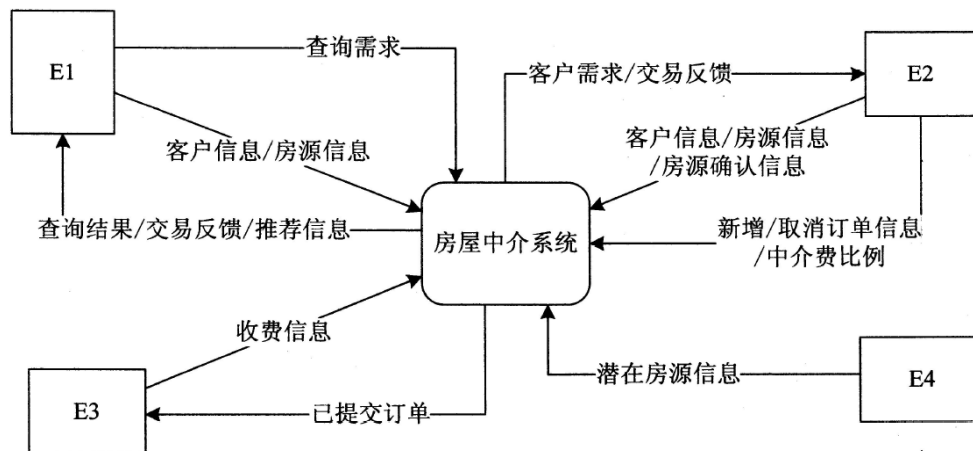 E1
查询需求
客户需求/交易反馈
E2
客户信息/房源信息
客户信息/房源信息
/房源确认信息
查询结果/交易反馈/推荐信息
房屋中介系统
新增/取消订单信息
/中介费比例
收费信息
E3
已提交订单
潜在房源信息
E4